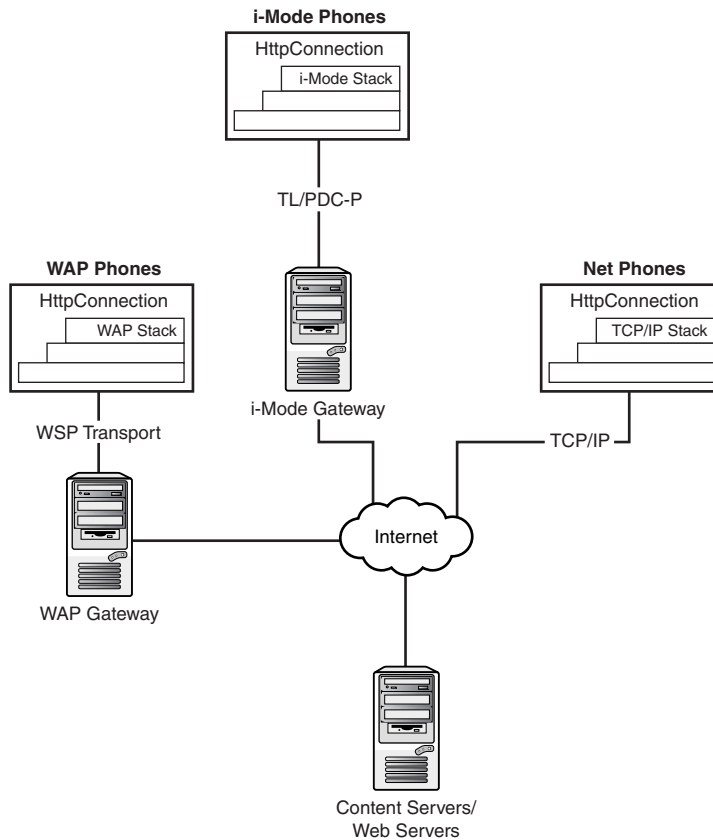 i-Mode Phones
HttpConnection
i-Mode Stack
TL/PDC-P
WAP Phones
HttpConnection
WAP Stack
WSP Transport
Net Phones
HttpConnection
TCP/IP Stack
TCP/IP
i-Mode Gateway
Internet
WAP Gateway
Content Servers/
Web Servers